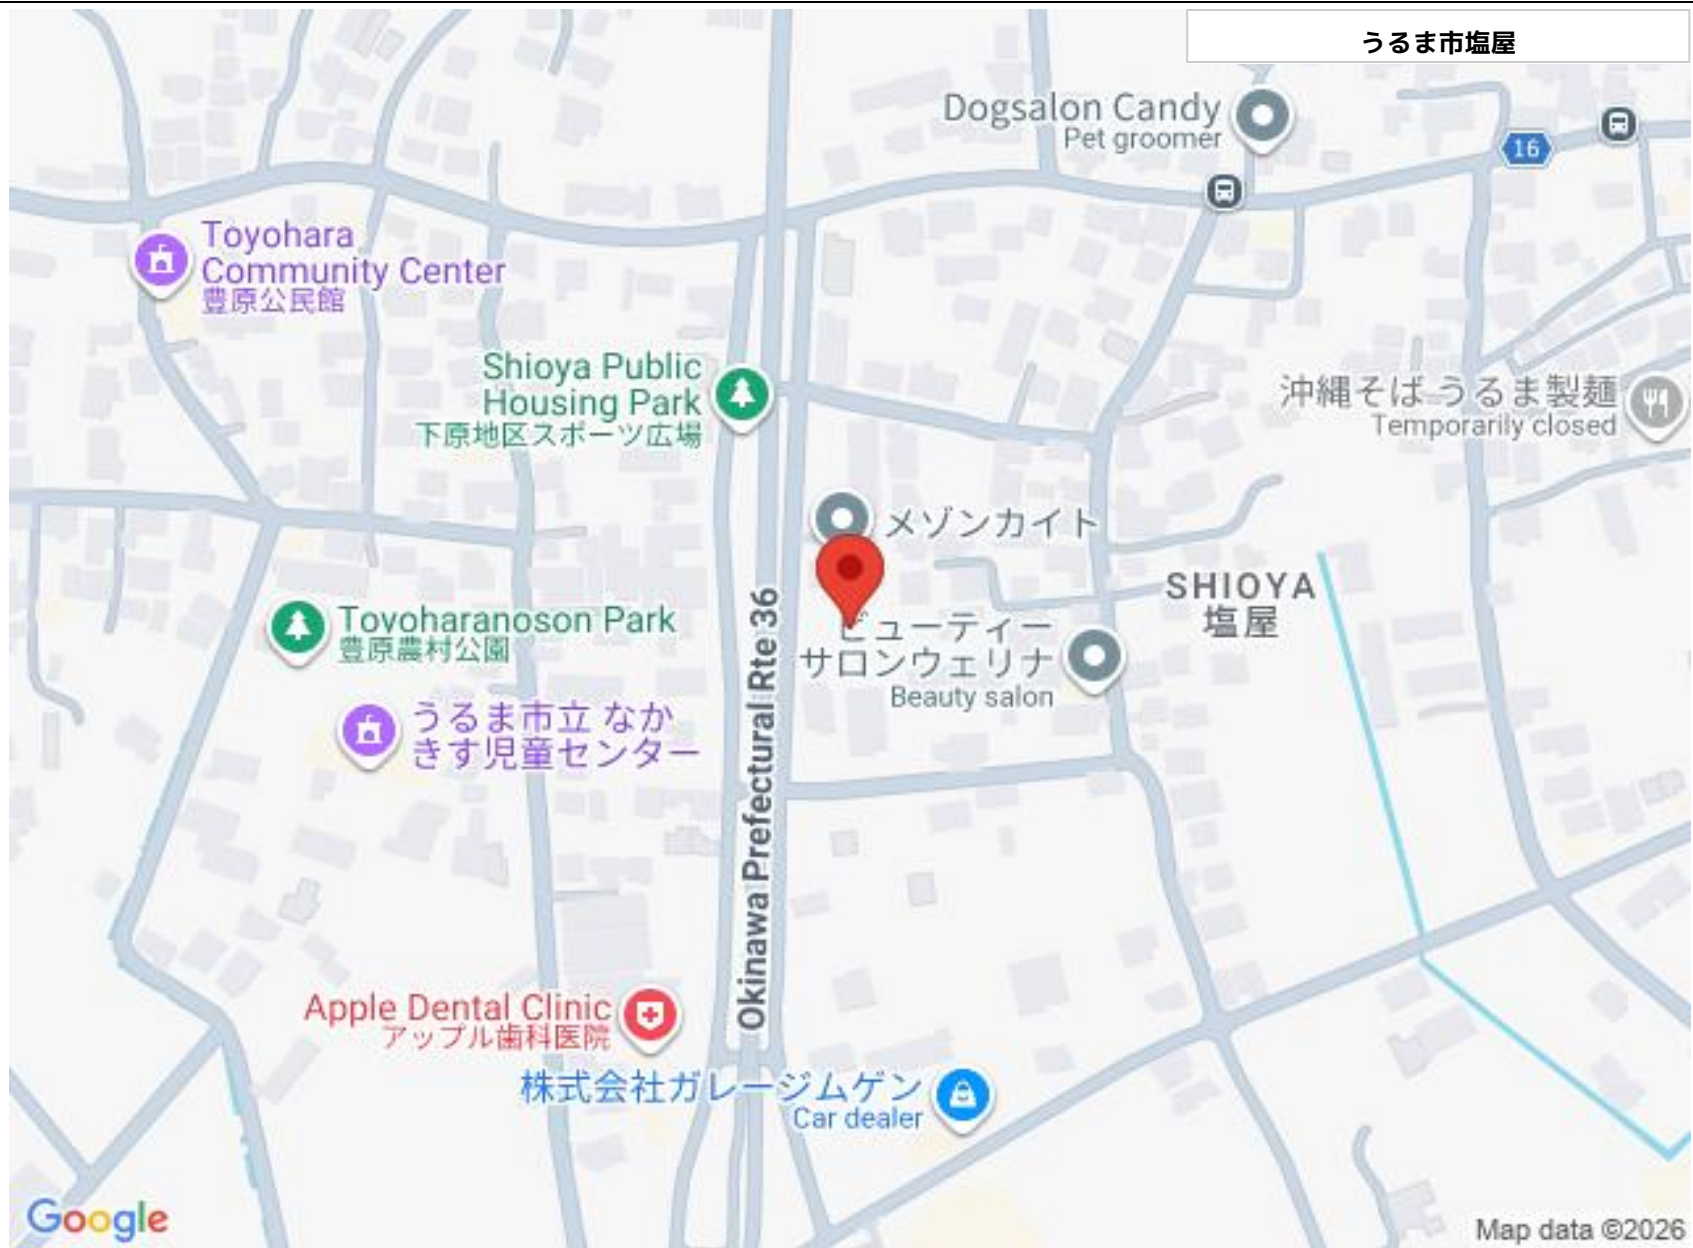 うるま市塩屋
Dogsalon Candy
Pet groomer
16
Toyohara
Community Center
豊原公民館
Shioya Public
Housing Park
下原地区スポーツ広場
沖縄そば うるま製麺
Temporarily closed
メゾンカイト
SHIOYA
塩屋
Toyoharanoson Park
豊原農村公園
ビューティー
サロンウェリナ
Beauty salon
うるま市立 なか
きす児童センター
Okinawa Prefectural Rte 36
Apple Dental Clinic
アップル歯科医院
株式会社ガレージムゲン
Car dealer
Google
Map data ©2026